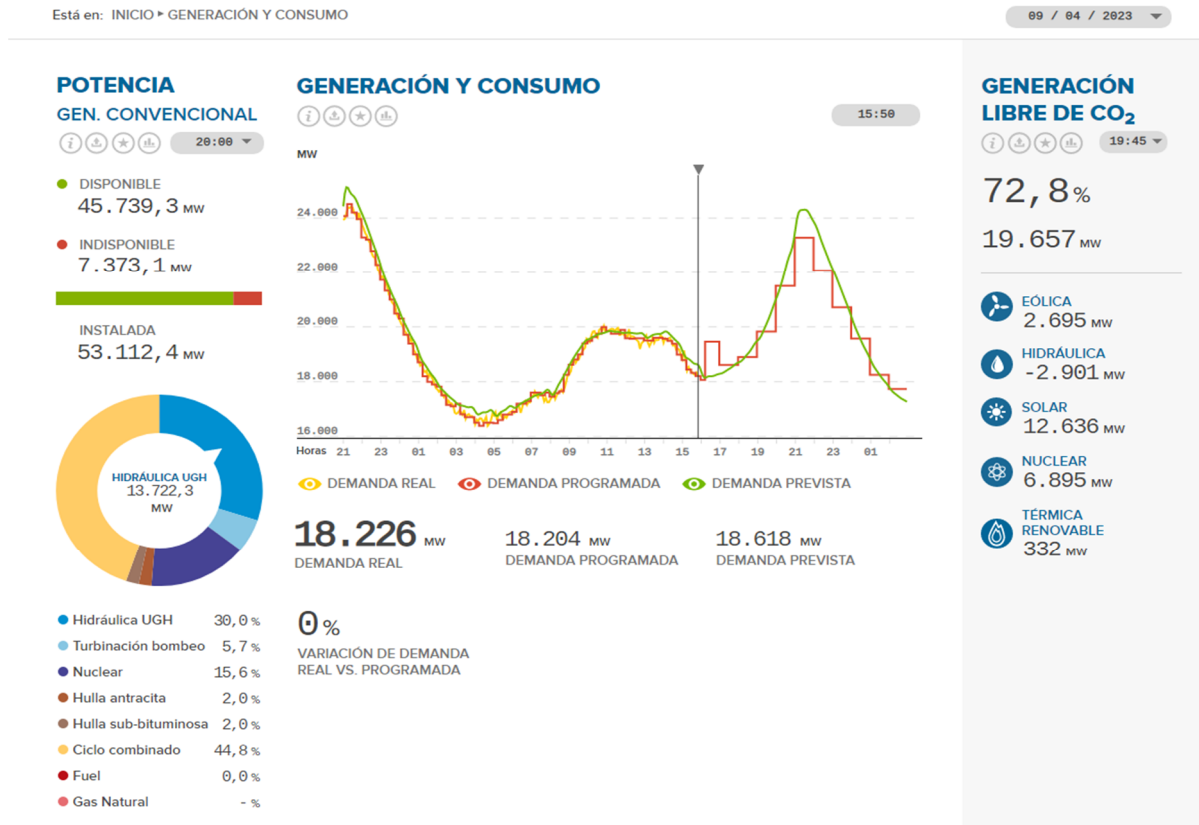 Está en: INICIO ▸ GENERACIÓN Y CONSUMO
09 / 04 / 2023
POTENCIA
GEN. CONVENCIONAL
20:00
DISPONIBLE
45.739,3 MW
INDISPONIBLE
7.373,1 MW
INSTALADA
53.112,4 MW
HIDRÁULICA UGH
13.722,3
MW
Hidráulica UGH 30,0 %
Turbinación bombeo 5,7 %
Nuclear 15,6 %
Hulla antracita 2,0 %
Hulla sub-bituminosa 2,0 %
Ciclo combinado 44,8 %
Fuel 0,0 %
Gas Natural - %
GENERACIÓN Y CONSUMO
15:50
MW
24.000
22.000
20.000
18.000
16.000
Horas 21 23 01 03 05 07 09 11 13 15 17 19 21 23 01
DEMANDA REAL DEMANDA PROGRAMADA DEMANDA PREVISTA
18.226 MW
DEMANDA REAL
18.204 MW
DEMANDA PROGRAMADA
18.618 MW
DEMANDA PREVISTA
0 %
VARIACIÓN DE DEMANDA
REAL VS. PROGRAMADA
GENERACIÓN
LIBRE DE CO₂
19:45
72,8 %
19.657 MW
EÓLICA
2.695 MW
HIDRÁULICA
-2.901 MW
SOLAR
12.636 MW
NUCLEAR
6.895 MW
TÉRMICA
RENOVABLE
332 MW